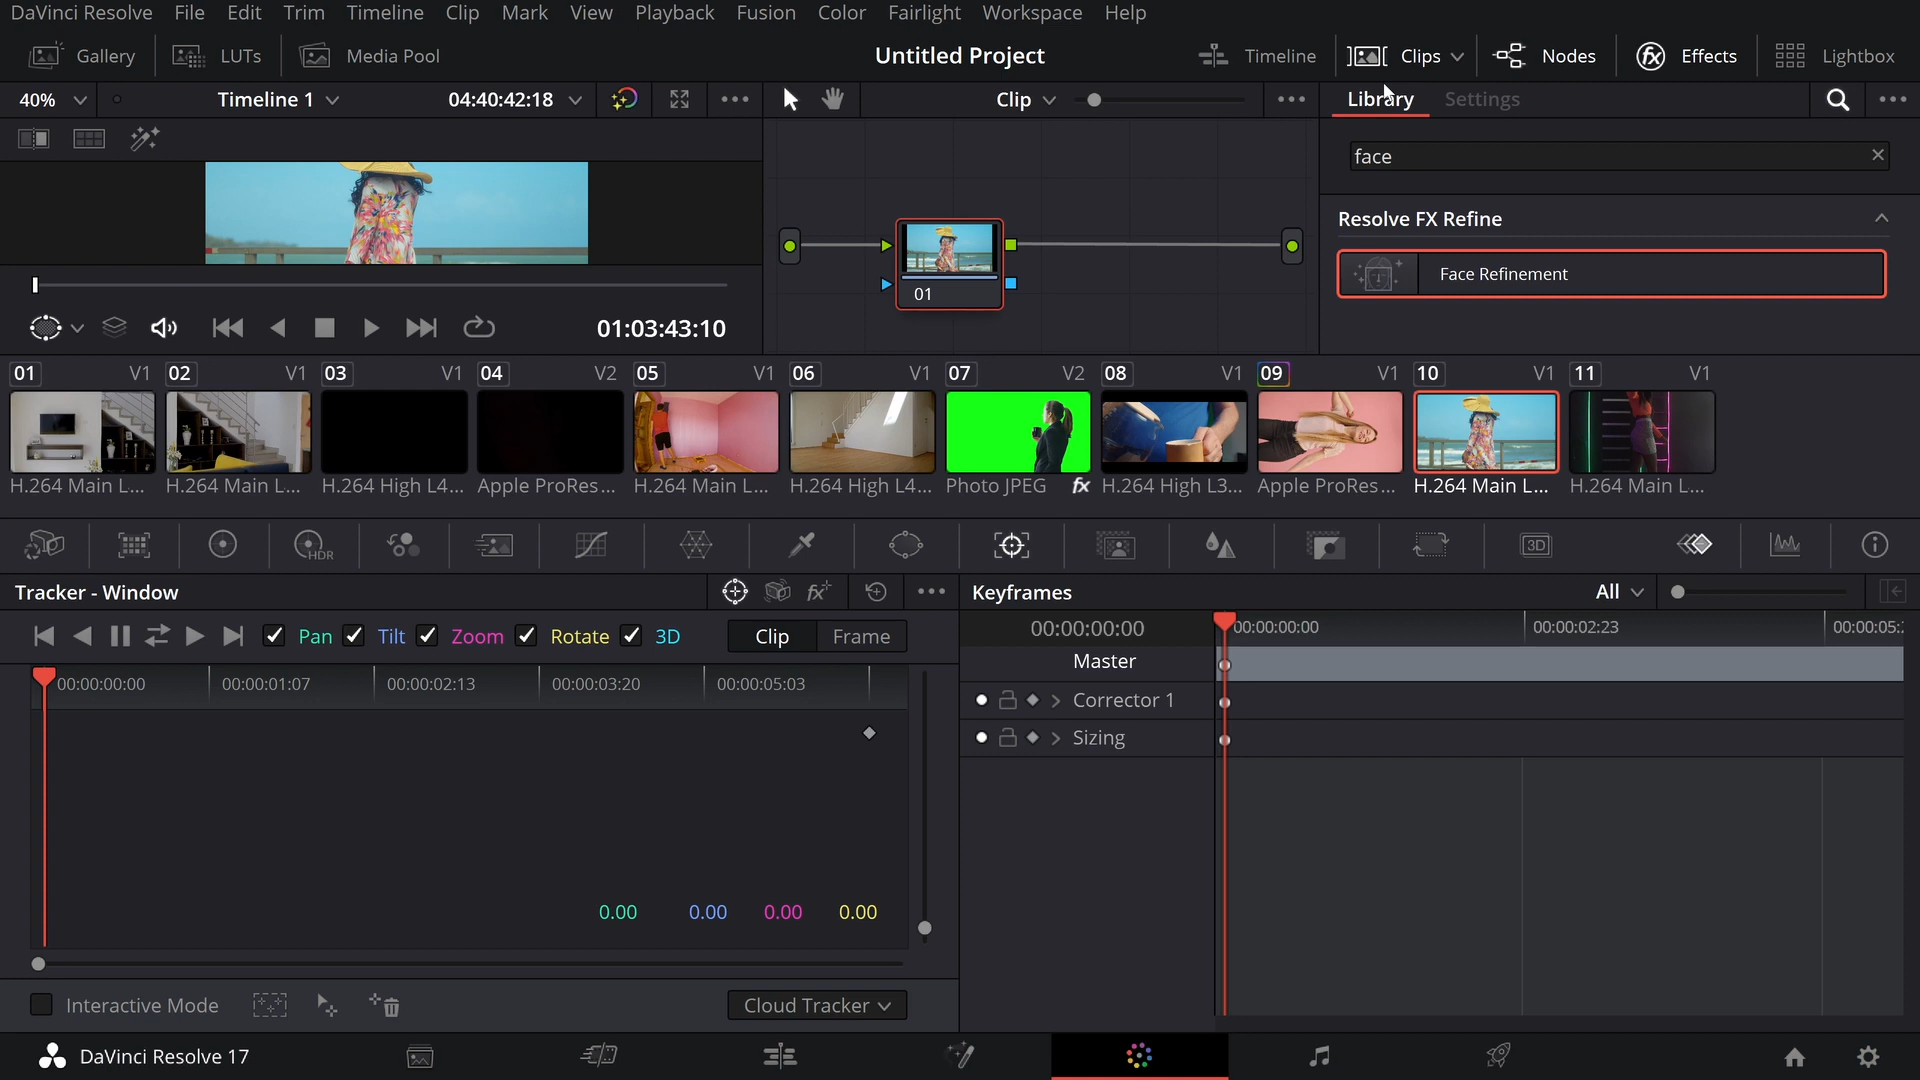 DaVinci Resolve File Edit Trim Timeline Clip Mark View Playback Fusion Color Fairlight Workspace Help
Gallery LUTs Media Pool Untitled Project Timeline Clips Nodes Effects Lightbox
40% Timeline 1 04:40:42:18 Clip Library Settings
face
Resolve FX Refine
Face Refinement
01
01:03:43:10
01 V1 02 V1 03 V1 04 V2 05 V1 06 V1 07 V2 08 V1 09 V1 10 V1 11 V1
H.264 Main L... H.264 Main L... H.264 High L4... Apple ProRes... H.264 Main L... H.264 High L4... Photo JPEG fx H.264 High L3... Apple ProRes... H.264 Main L... H.264 Main L...
HDR 3D
Tracker - Window fx Keyframes All
Pan Tilt Zoom Rotate 3D Clip Frame 00:00:00:00 00:00:00:00 00:00:02:23 00:00:05:
Master
00:00:00:00 00:00:01:07 00:00:02:13 00:00:03:20 00:00:05:03
Corrector 1
Sizing
0.00 0.00 0.00 0.00
Interactive Mode Cloud Tracker
DaVinci Resolve 17